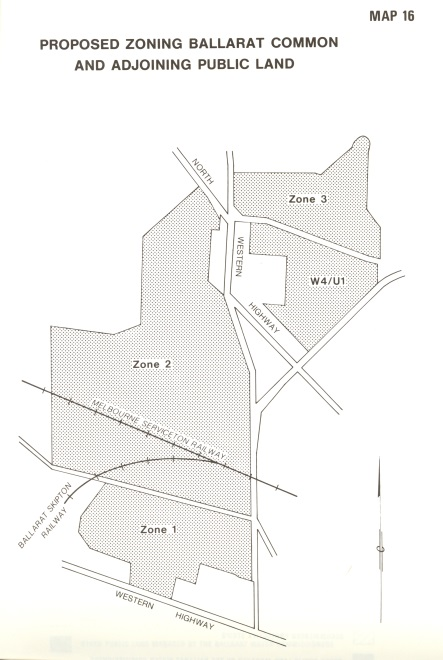 MAP 16
PROPOSED ZONING BALLARAT COMMON
AND ADJOINING PUBLIC LAND
NORTH
Zone 3
WESTERN
W4/U1
HIGHWAY
Zone 2
MELBOURNE SERVICETON RAILWAY
BALLARAT SKIPTON
RAILWAY
Zone 1
WESTERN HIGHWAY